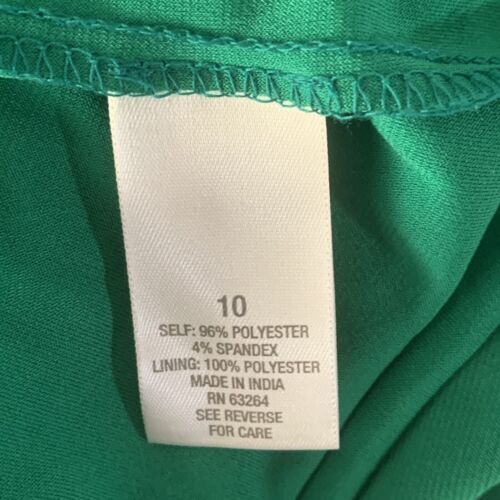 10
SELF: 96% POLYESTER
4% SPANDEX
LINING: 100% POLYESTER
MADE IN INDIA
RN 63264
SEE REVERSE
FOR CARE